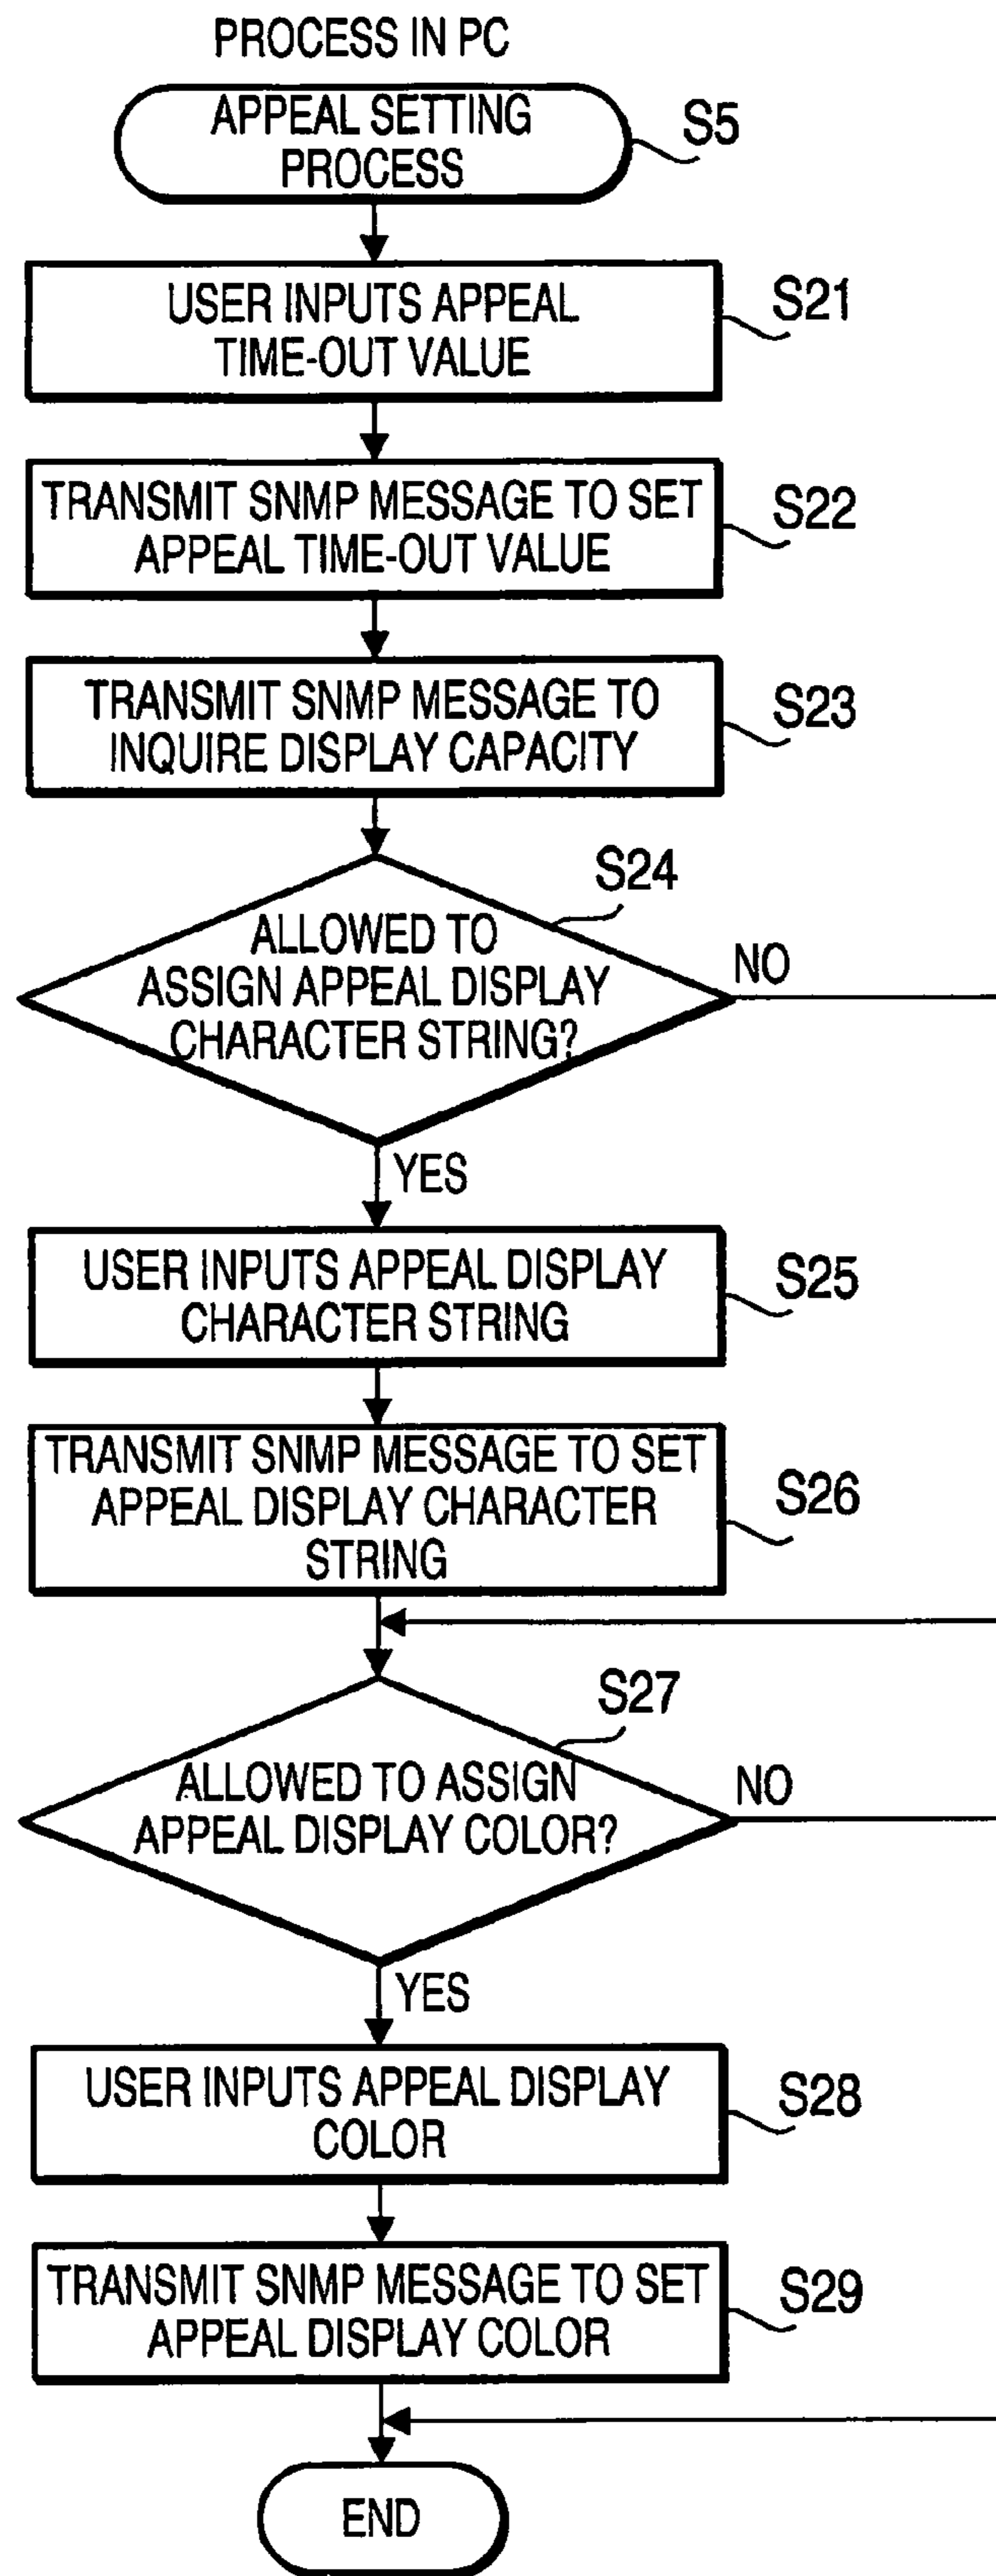 PROCESS IN PC
APPEAL SETTING
PROCESS
S5
USER INPUTS APPEAL
TIME-OUT VALUE
S21
TRANSMIT SNMP MESSAGE TO SET
APPEAL TIME-OUT VALUE
S22
TRANSMIT SNMP MESSAGE TO
INQUIRE DISPLAY CAPACITY
S23
S24
ALLOWED TO
ASSIGN APPEAL DISPLAY
CHARACTER STRING?
NO
YES
USER INPUTS APPEAL DISPLAY
CHARACTER STRING
S25
TRANSMIT SNMP MESSAGE TO SET
APPEAL DISPLAY CHARACTER
STRING
S26
S27
ALLOWED TO ASSIGN
APPEAL DISPLAY COLOR?
NO
YES
USER INPUTS APPEAL DISPLAY
COLOR
S28
TRANSMIT SNMP MESSAGE TO SET
APPEAL DISPLAY COLOR
S29
END